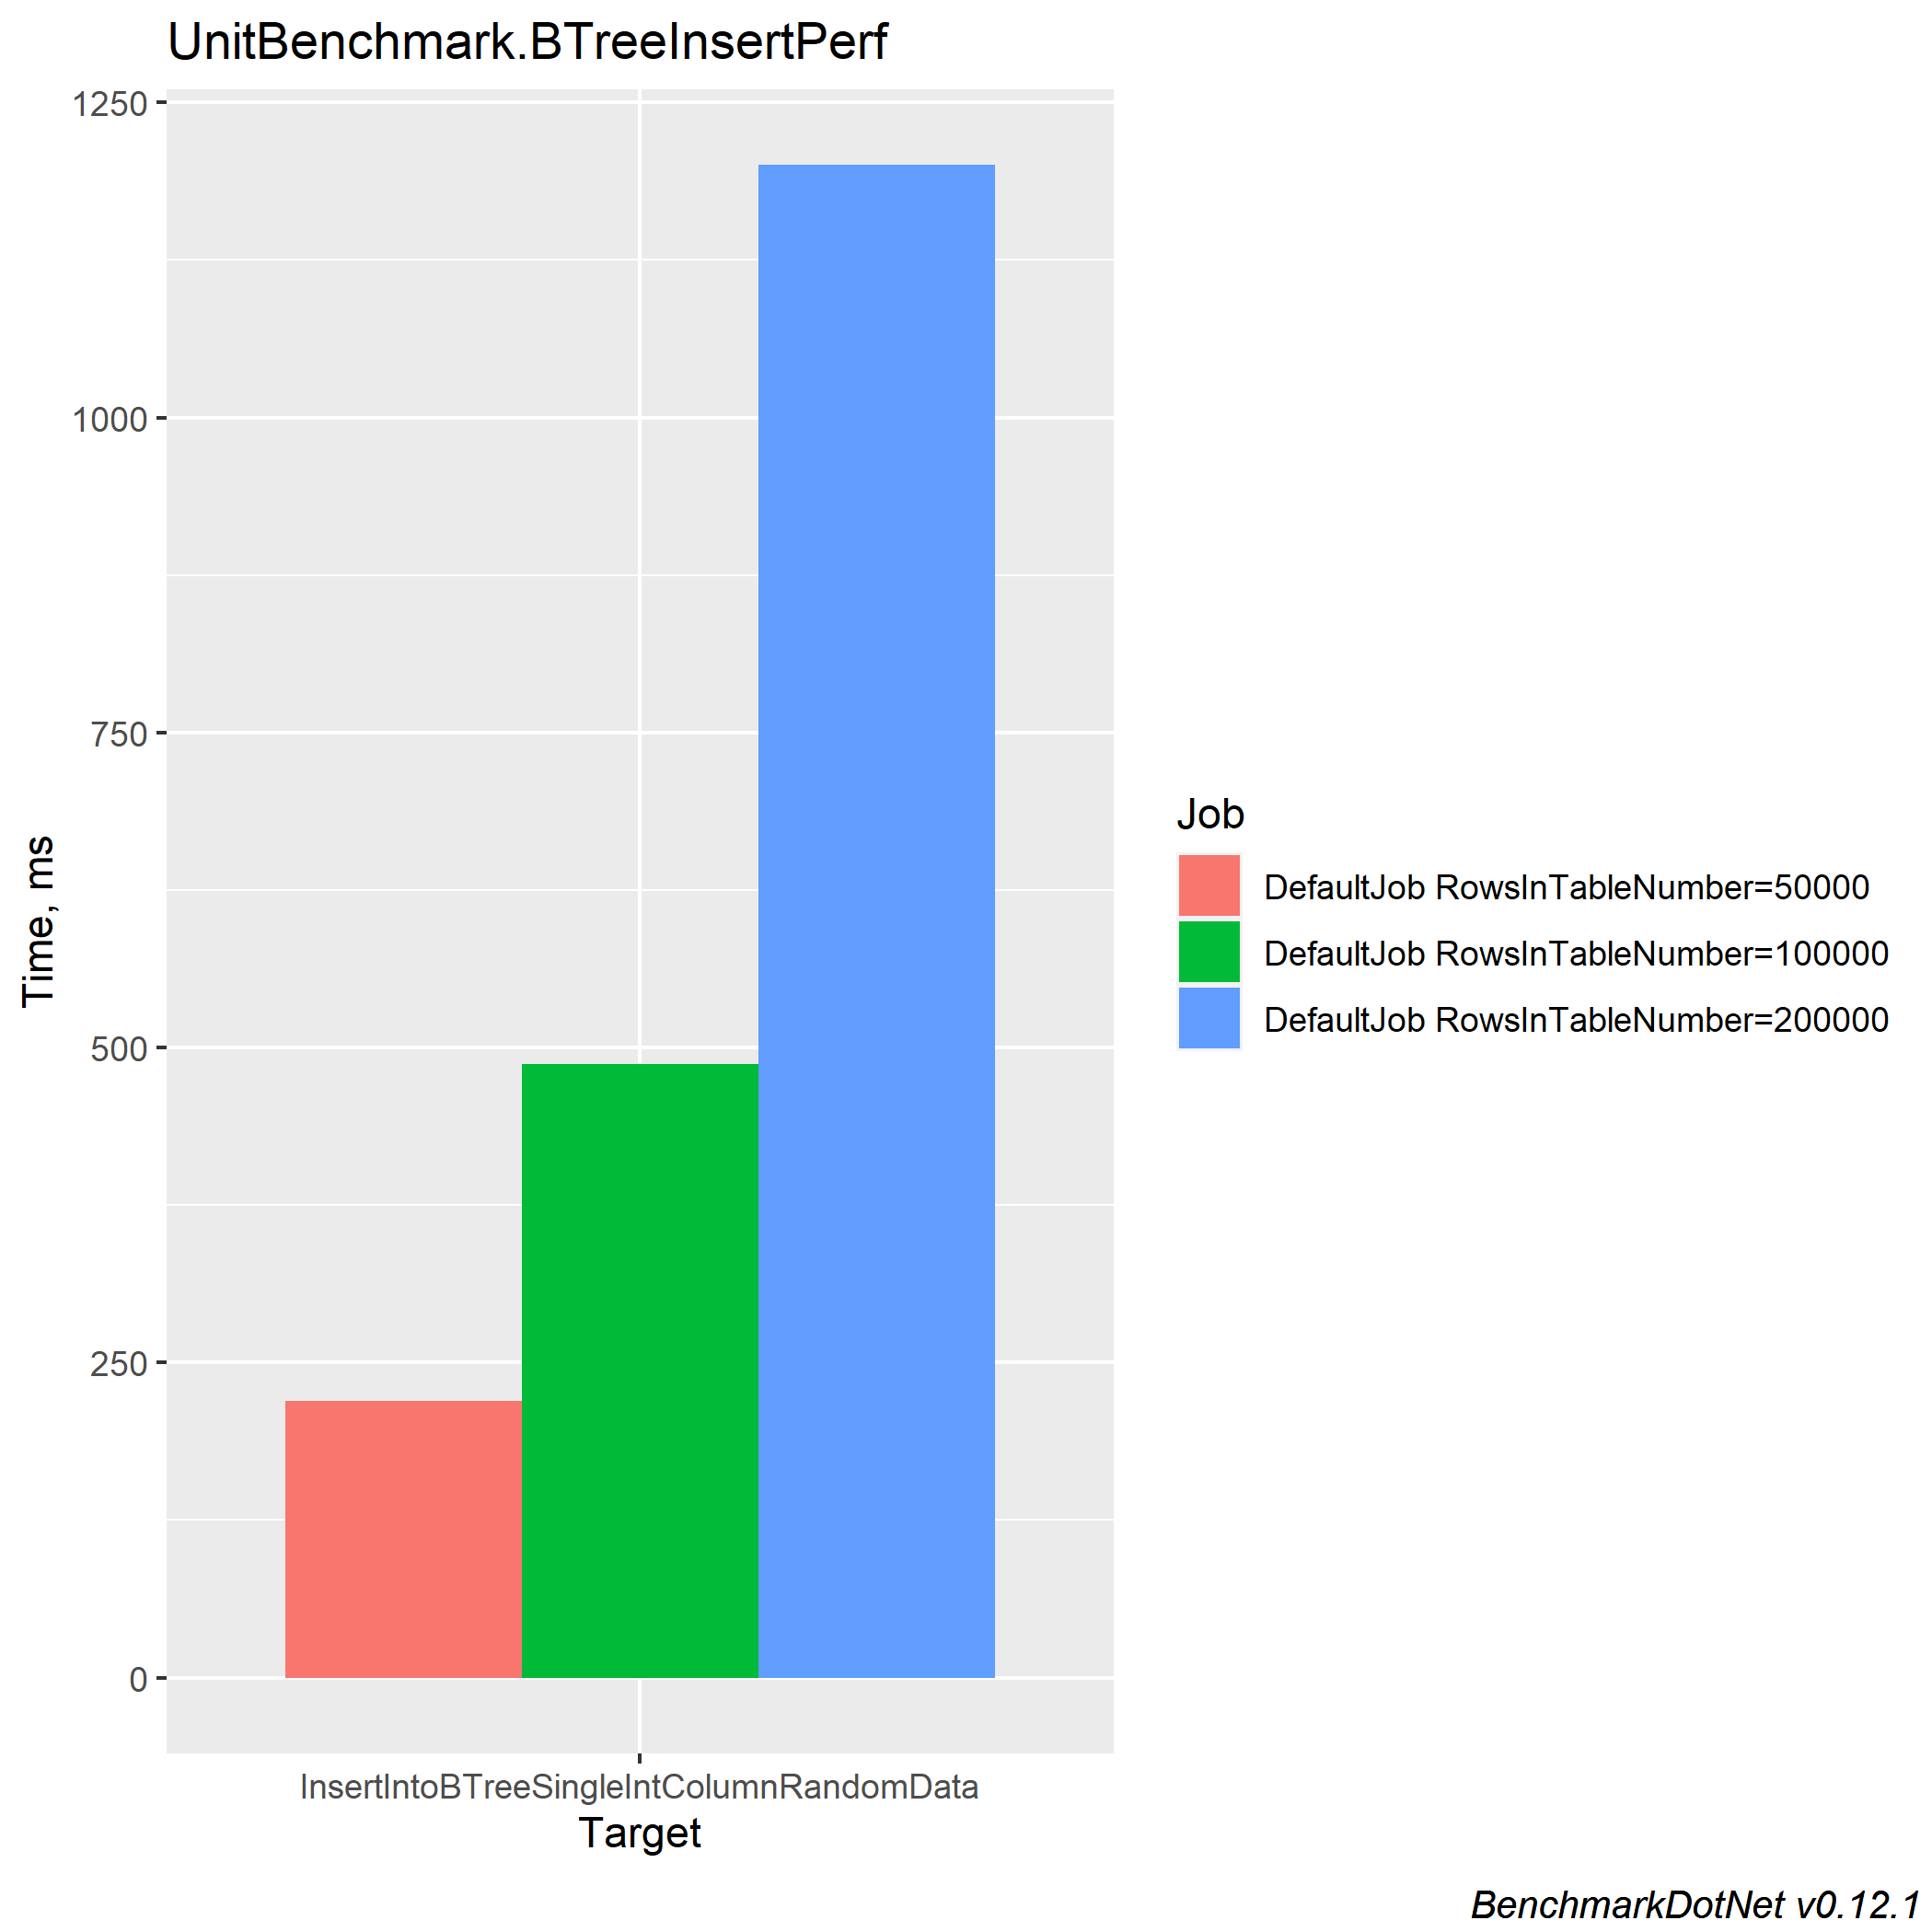 UnitBenchmark.BTreeInsertPerf
1250
1000
750
500
250
0
Time, ms
InsertIntoBTreeSingleIntColumnRandomData
Target
Job
DefaultJob RowsInTableNumber=50000
DefaultJob RowsInTableNumber=100000
DefaultJob RowsInTableNumber=200000
BenchmarkDotNet v0.12.1